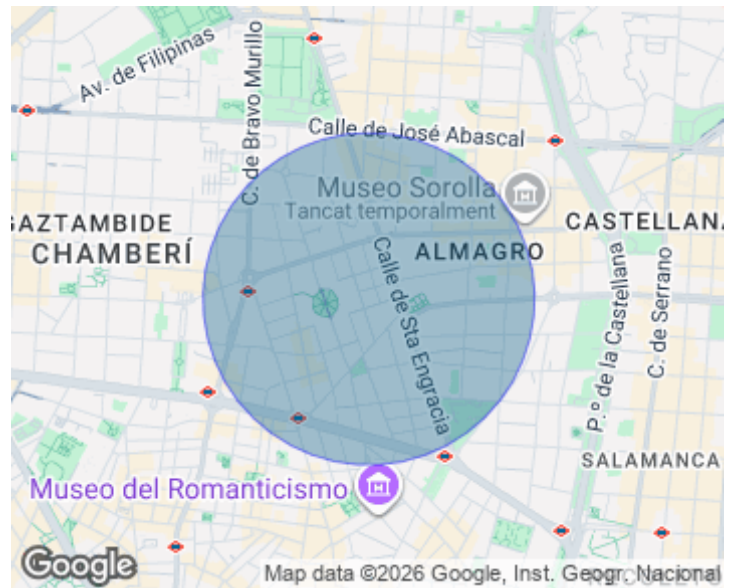 Av. de Filipinas
C. de Bravo Murillo
Calle de José Abascal
Museo Sorolla
Tancat temporalment
GAZTAMBIDE
CHAMBERÍ
ALMAGRO
CASTELLANA
Calle de Sta Engracia
P.º de la Castellana
C. de Serrano
SALAMANCA
Museo del Romanticismo
Google
Map data ©2026 Google, Inst. Geogr. Nacional